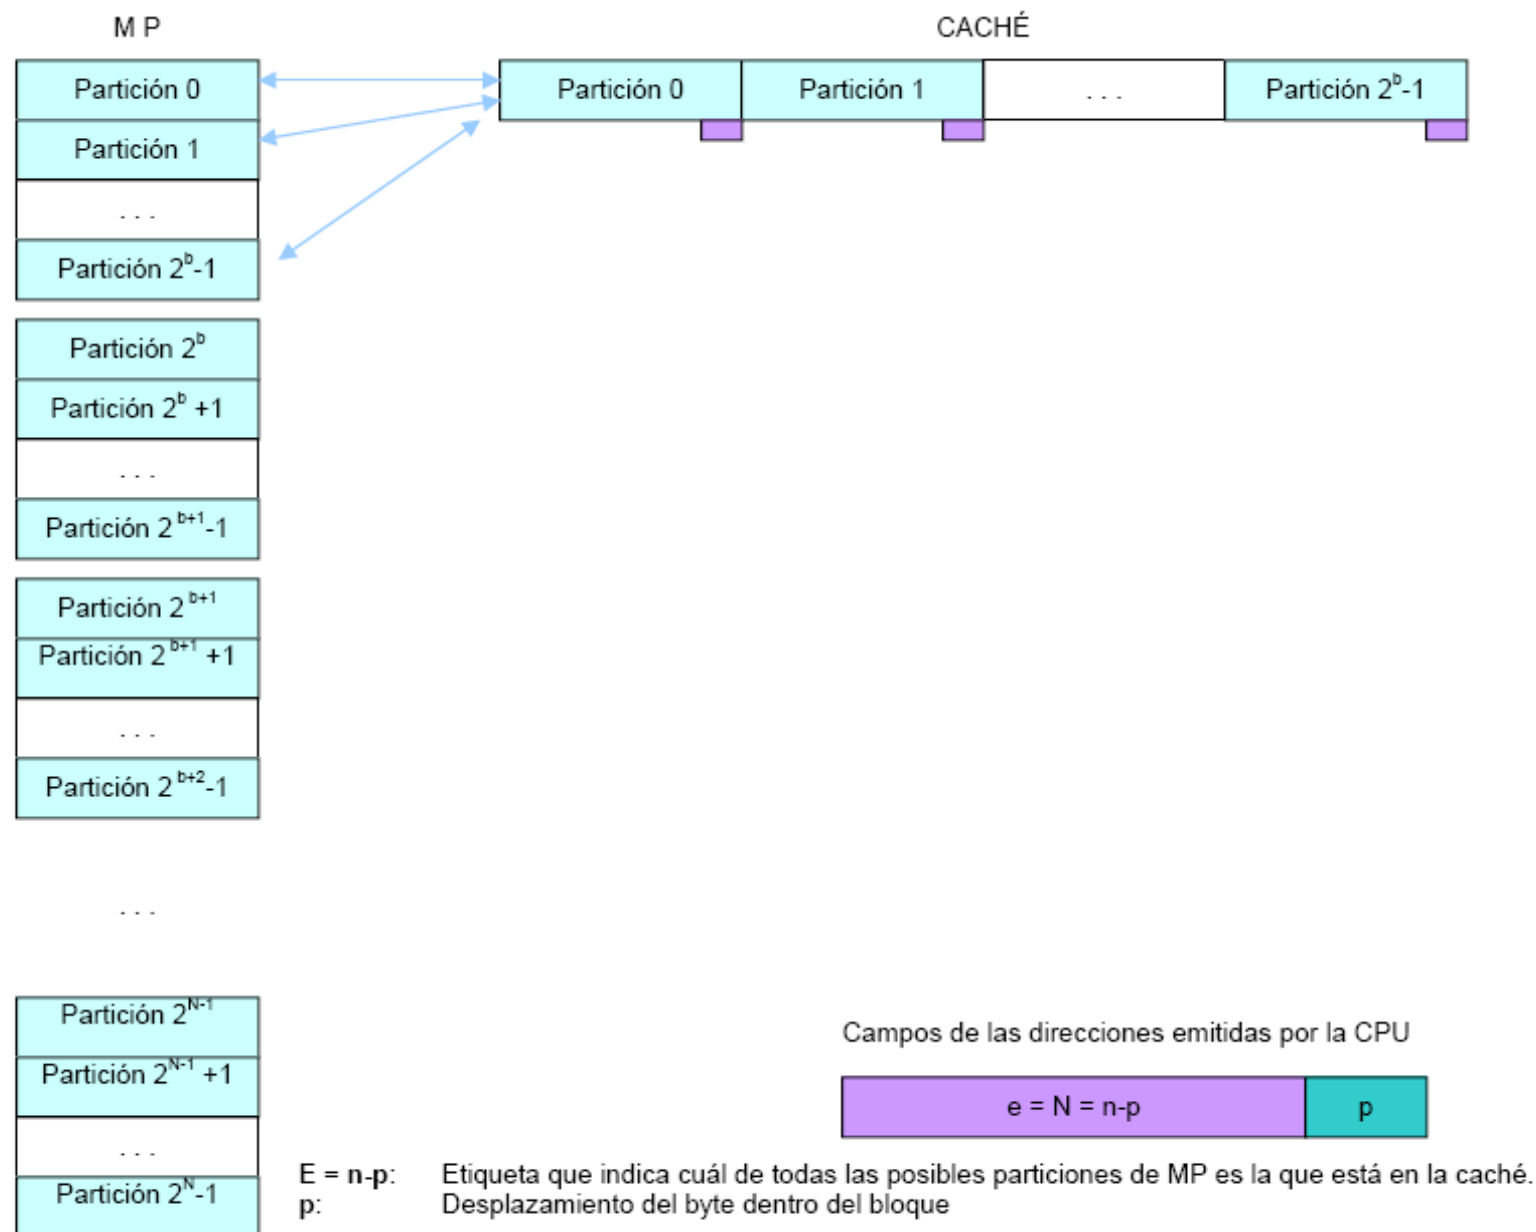 M P
CACHÉ
Partición 0
Partición 1
. . .
Partición 2ᵇ-1
Partición 0
Partición 1
. . .
Partición 2ᵇ-1
Partición 2ᵇ
Partición 2ᵇ +1
. . .
Partición 2ᵇ⁺¹-1
Partición 2ᵇ⁺¹
Partición 2ᵇ⁺¹ +1
. . .
Partición 2ᵇ⁺²-1
. . .
Partición 2ᴺ⁻¹
Partición 2ᴺ⁻¹ +1
. . .
Partición 2ᴺ-1
Campos de las direcciones emitidas por la CPU
e = N = n-p
p
E = n-p: Etiqueta que indica cuál de todas las posibles particiones de MP es la que está en la caché.
p: Desplazamiento del byte dentro del bloque